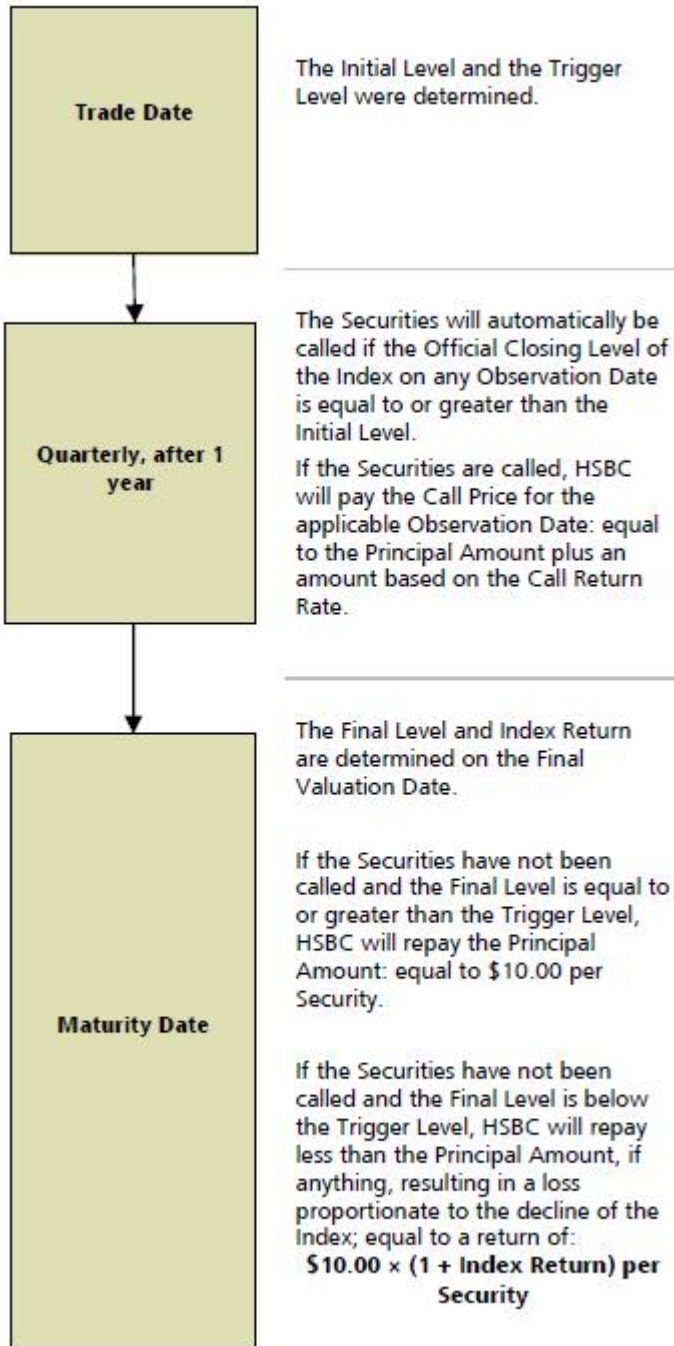 Trade Date
The Initial Level and the Trigger
Level were determined.
Quarterly, after 1
year
The Securities will automatically be
called if the Official Closing Level of
the Index on any Observation Date
is equal to or greater than the
Initial Level.
If the Securities are called, HSBC
will pay the Call Price for the
applicable Observation Date: equal
to the Principal Amount plus an
amount based on the Call Return
Rate.
Maturity Date
The Final Level and Index Return
are determined on the Final
Valuation Date.
If the Securities have not been
called and the Final Level is equal to
or greater than the Trigger Level,
HSBC will repay the Principal
Amount: equal to $10.00 per
Security.
If the Securities have not been
called and the Final Level is below
the Trigger Level, HSBC will repay
less than the Principal Amount, if
anything, resulting in a loss
proportionate to the decline of the
Index; equal to a return of:
$10.00 × (1 + Index Return) per
Security